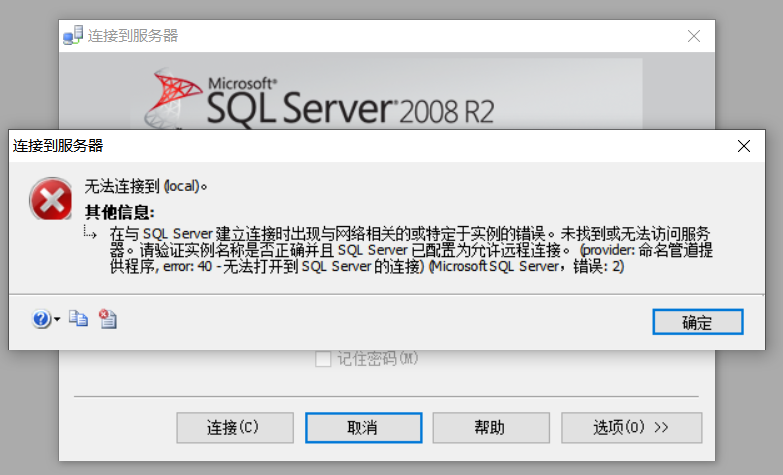 连接到服务器
Microsoft®
SQL Server® 2008 R2
连接到服务器
无法连接到 (local)。
其他信息:
在与 SQL Server 建立连接时出现与网络相关的或特定于实例的错误。未找到或无法访问服务
器。请验证实例名称是否正确并且 SQL Server 已配置为允许远程连接。 (provider: 命名管道提
供程序, error: 40 - 无法打开到 SQL Server 的连接) (Microsoft SQL Server，错误: 2)
确定
记住密码(M)
连接(C)
取消
帮助
选项(O) >>